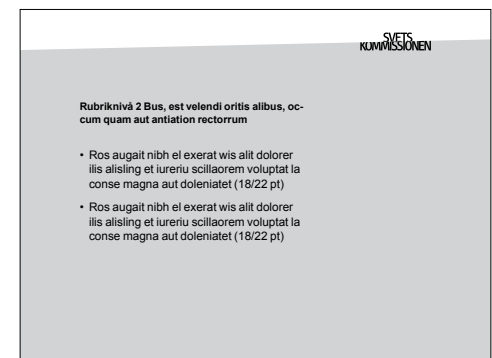 SVETS
KOMMISSIONEN
Rubriknivå 2 Bus, est velendi oritis alibus, oc-
cum quam aut antiation rectorrum
• Ros augait nibh el exerat wis alit dolorer
ilis alisling et iureriu scillaorem voluptat la
conse magna aut doleniatet (18/22 pt)
• Ros augait nibh el exerat wis alit dolorer
ilis alisling et iureriu scillaorem voluptat la
conse magna aut doleniatet (18/22 pt)